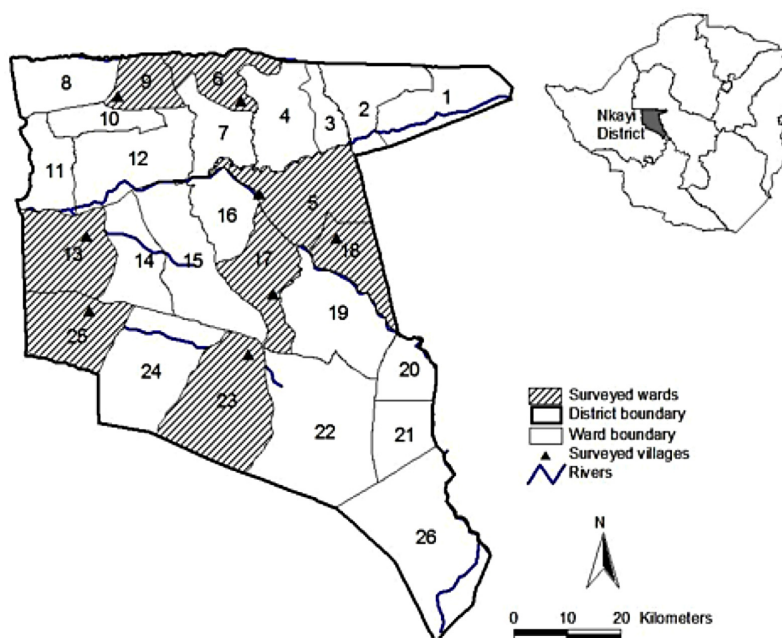 8
9
6
1
2
10
7
4
3
12
11
5
16
13
18
14
15
17
19
25
20
24
23
22
21
26
Nkayi
District
Surveyed wards
District boundary
Ward boundary
Surveyed villages
Rivers
N
0 10 20 Kilometers